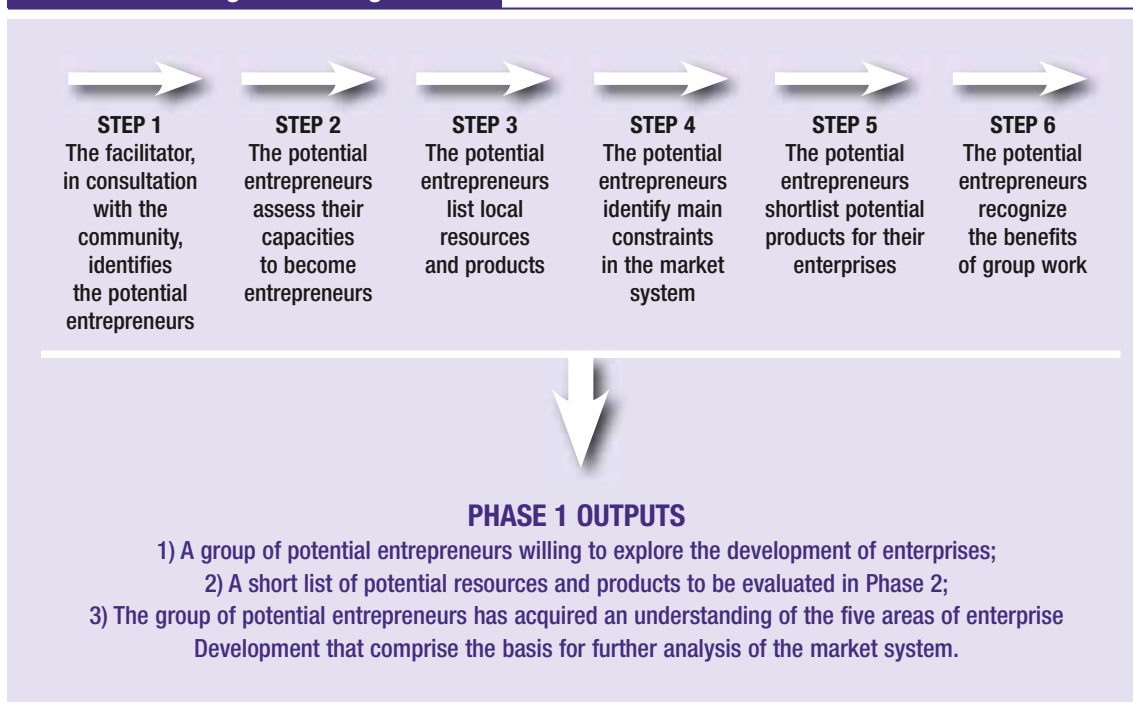 STEP 1
The facilitator,
in consultation
with the
community,
identifies
the potential
entrepreneurs
STEP 2
The potential
entrepreneurs
assess their
capacities
to become
entrepreneurs
STEP 3
The potential
entrepreneurs
list local
resources
and products
STEP 4
The potential
entrepreneurs
identify main
constraints
in the market
system
STEP 5
The potential
entrepreneurs
shortlist potential
products for their
enterprises
STEP 6
The potential
entrepreneurs
recognize
the benefits
of group work
PHASE 1 OUTPUTS
1) A group of potential entrepreneurs willing to explore the development of enterprises;
2) A short list of potential resources and products to be evaluated in Phase 2;
3) The group of potential entrepreneurs has acquired an understanding of the five areas of enterprise
Development that comprise the basis for further analysis of the market system.